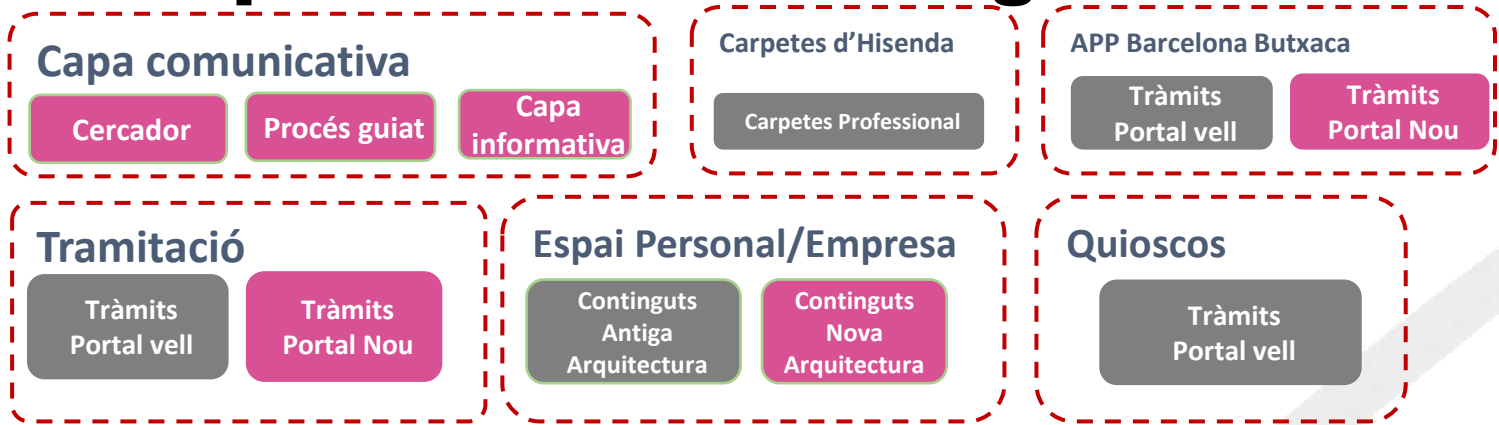 Capa comunicativa
Cercador
Procés guiat
Capa
informativa
Carpetes d’Hisenda
Carpetes Professional
APP Barcelona Butxaca
Tràmits
Portal vell
Tràmits
Portal Nou
Tramitació
Tràmits
Portal vell
Tràmits
Portal Nou
Espai Personal/Empresa
Continguts
Antiga
Arquitectura
Continguts
Nova
Arquitectura
Quioscos
Tràmits
Portal vell